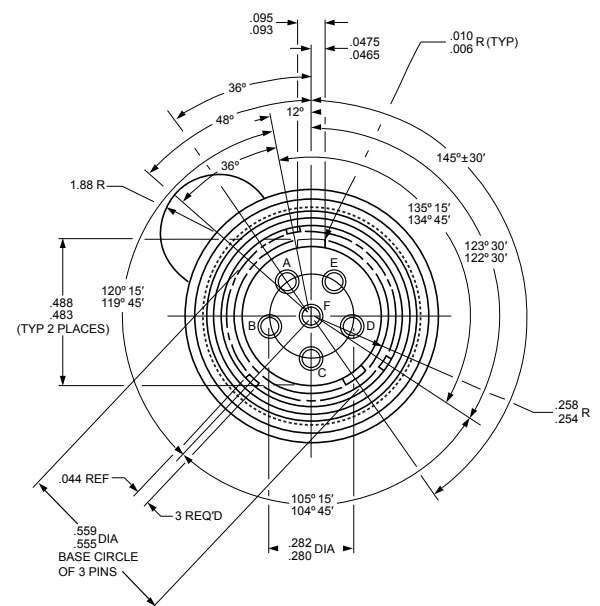 .095
.093
.0475
.0465
.010
.006 R (TYP)
36°
48°
12°
36°
145°±30′
1.88 R
135° 15′
134° 45′
123° 30′
122° 30′
A
E
120° 15′
119° 45′
.488
.483
(TYP 2 PLACES)
F
B
D
C
.258
.254 R
.044 REF
3 REQ'D
105° 15′
104° 45′
.559
.555 DIA
BASE CIRCLE
OF 3 PINS
.282
.280 DIA